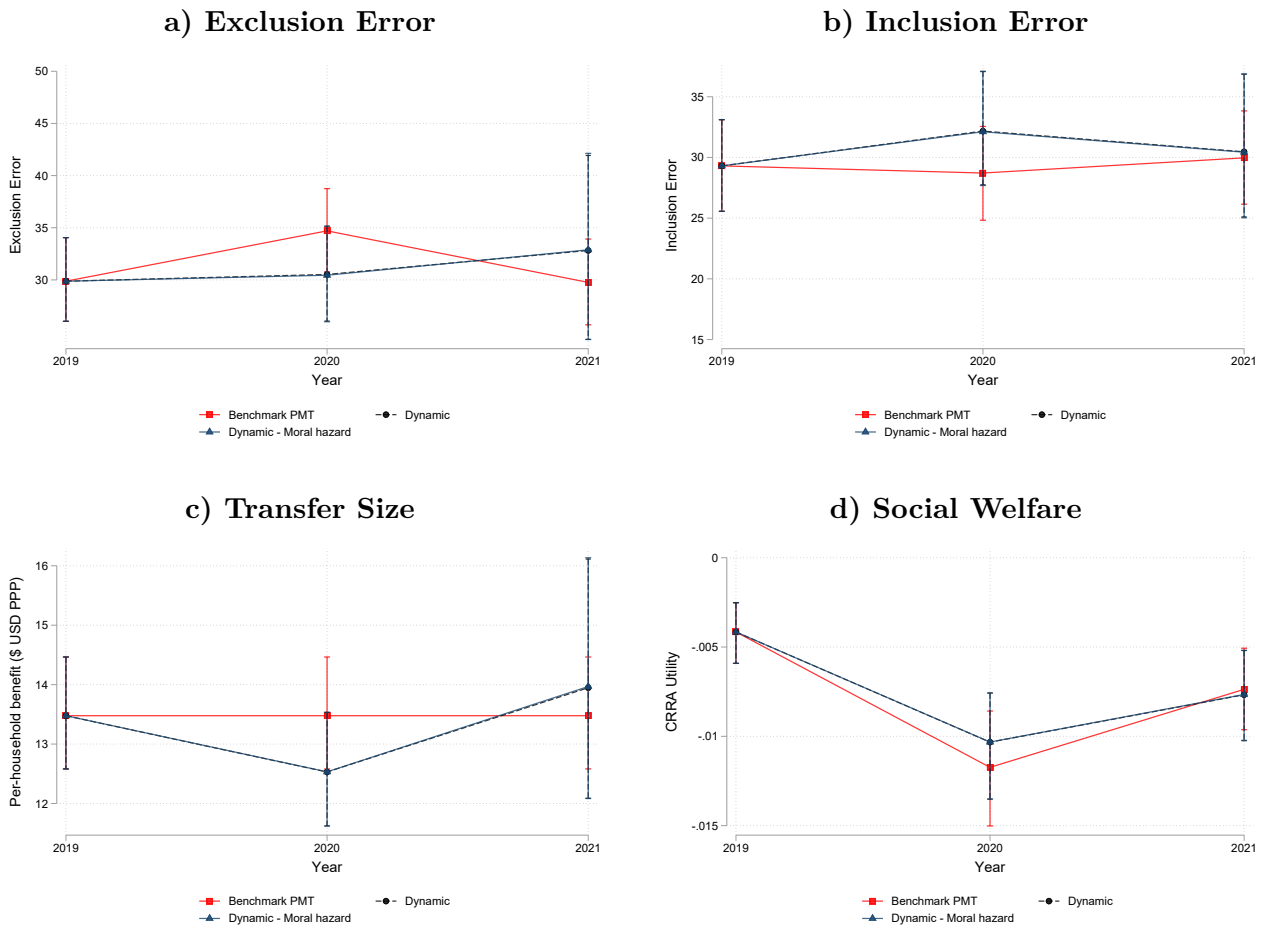 a) Exclusion Error
Exclusion Error
50
45
40
35
30
2019
2020
2021
Year
Benchmark PMT
Dynamic
Dynamic - Moral hazard
b) Inclusion Error
Inclusion Error
35
30
25
20
15
2019
2020
2021
Year
Benchmark PMT
Dynamic
Dynamic - Moral hazard
c) Transfer Size
Per-household benefit ($ USD PPP)
16
15
14
13
12
2019
2020
2021
Year
Benchmark PMT
Dynamic
Dynamic - Moral hazard
d) Social Welfare
CRRA Utility
0
-.005
-.01
-.015
2019
2020
2021
Year
Benchmark PMT
Dynamic
Dynamic - Moral hazard